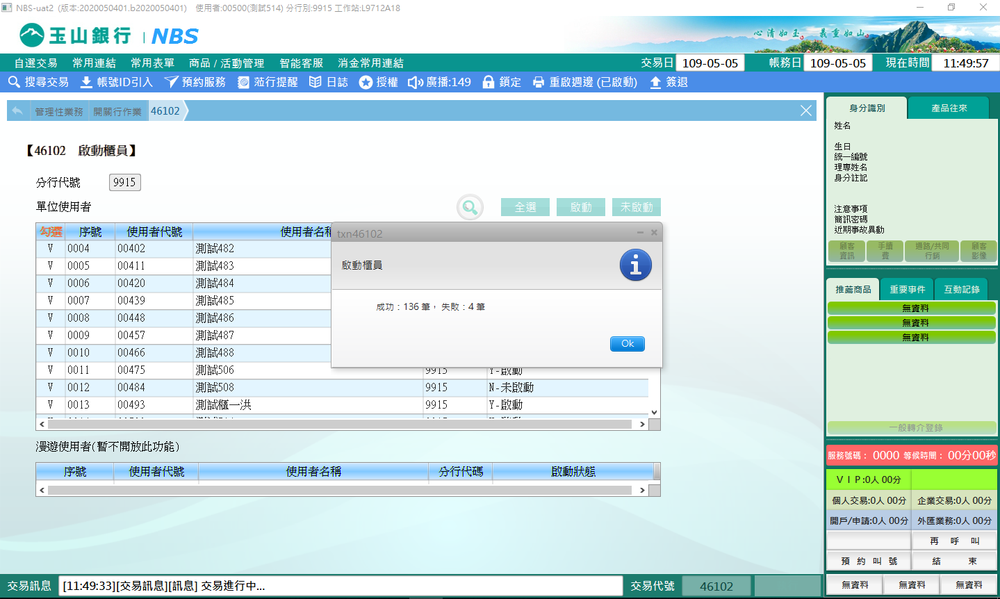 NBS-uat2 (版本:2020050401.b2020050401) 使用者:00500(測試514) 分行別:9915 工作站:L9712A18
玉山銀行 | NBS
心清如玉。義重如山。
自選交易 常用連結 常用表單 商品 / 活動管理 智能客服 消金常用連結 交易日 109-05-05 帳務日 109-05-05 現在時間 11:49:57
搜尋交易 帳號ID引入 預約服務 蒞行提醒 日誌 授權 廣播:149 鎖定 重啟週邊 (已啟動) 簽退
管理性業務 開關行作業 46102
【46102 啟動櫃員】
分行代號 9915
單位使用者 全選 啟動 未啟動
勾選 序號 使用者代號 使用者名稱
V 0004 00402 測試482
V 0005 00411 測試483
V 0006 00420 測試484
V 0007 00439 測試485
V 0008 00448 測試486
V 0009 00457 測試487
V 0010 00466 測試488
V 0011 00475 測試506 9915 Y-啟動
V 0012 00484 測試508 9915 N-未啟動
V 0013 00493 測試櫃一洪 9915 Y-啟動
txn46102
啟動櫃員
成功：136 筆， 失敗：4 筆
Ok
漫遊使用者(暫不開放此功能)
序號 使用者代號 使用者名稱 分行代碼 啟動狀態
交易訊息 [11:49:33][交易訊息][訊息] 交易進行中... 交易代號 46102
身分識別 產品往來
姓名
生日
統一編號
理專姓名
身分註記
注意事項
簡訊密碼
近期事故異動
顧客資訊 手續費 通路/共同行銷 顧客影像
推薦商品 重要事件 互動記錄
無資料
無資料
無資料
一般轉介登錄
服務號碼： 0000 等候時間： 00分00秒
ＶＩＰ:0人 00分
個人交易:0人 00分 企業交易:0人 00分
開戶/申請:0人 00分 外匯業務:0人 00分
再 呼 叫
預 約 叫 號 結 束
無資料 無資料 無資料